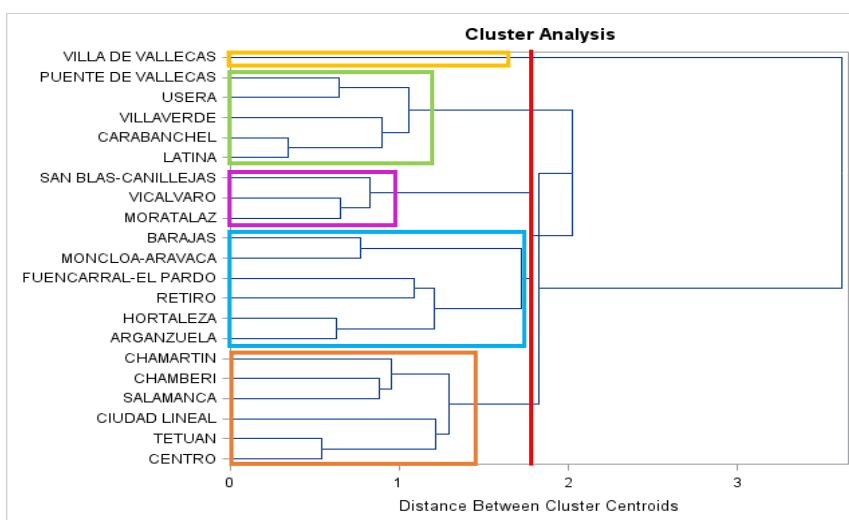 Cluster Analysis
VILLA DE VALLECAS
PUENTE DE VALLECAS
USERA
VILLAVERDE
CARABANCHEL
LATINA
SAN BLAS-CANILLEJAS
VICALVARO
MORATALAZ
BARAJAS
MONCLOA-ARAVACA
FUENCARRAL-EL PARDO
RETIRO
HORTALEZA
ARGANZUELA
CHAMARTIN
CHAMBERI
SALAMANCA
CIUDAD LINEAL
TETUAN
CENTRO
0 1 2 3
Distance Between Cluster Centroids